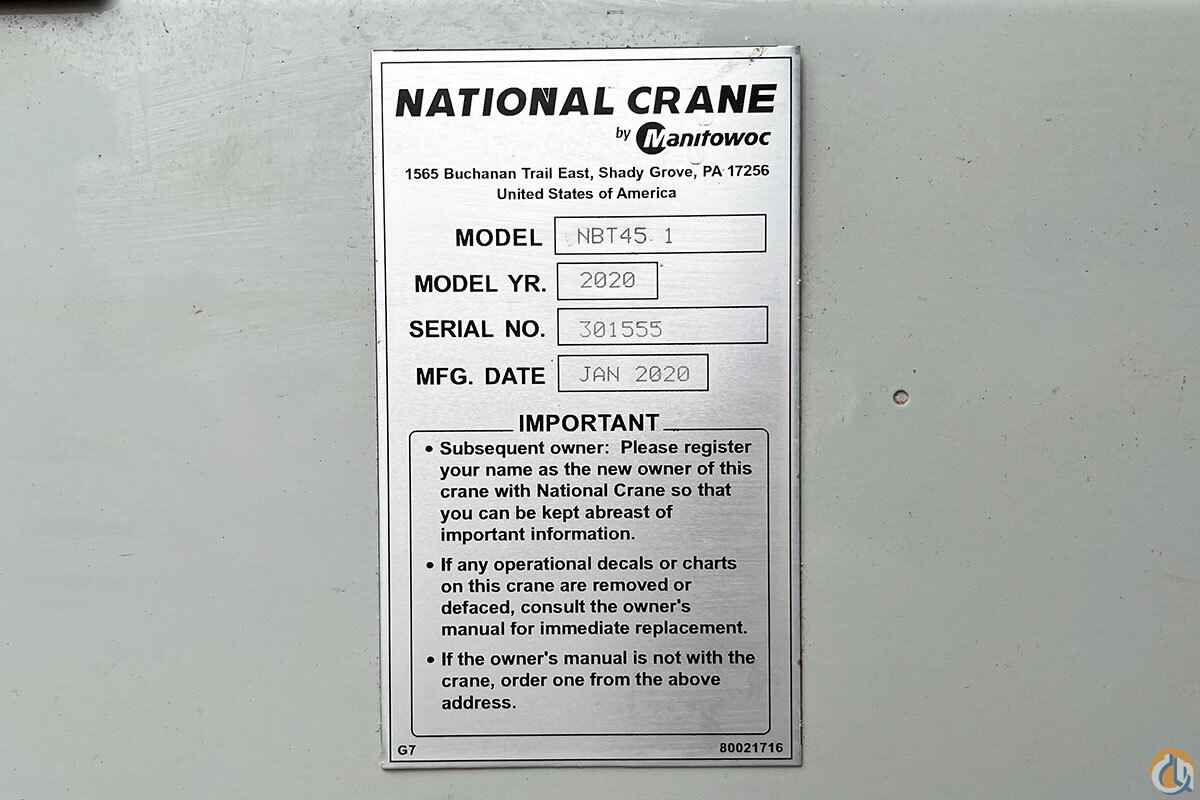 NATIONAL CRANE
by Manitowoc
1565 Buchanan Trail East, Shady Grove, PA 17256
United States of America
MODEL NBT45 1
MODEL YR. 2020
SERIAL NO. 301555
MFG. DATE JAN 2020
IMPORTANT
• Subsequent owner: Please register
your name as the new owner of this
crane with National Crane so that
you can be kept abreast of
important information.
• If any operational decals or charts
on this crane are removed or
defaced, consult the owner's
manual for immediate replacement.
• If the owner's manual is not with the
crane, order one from the above
address.
G7 80021716